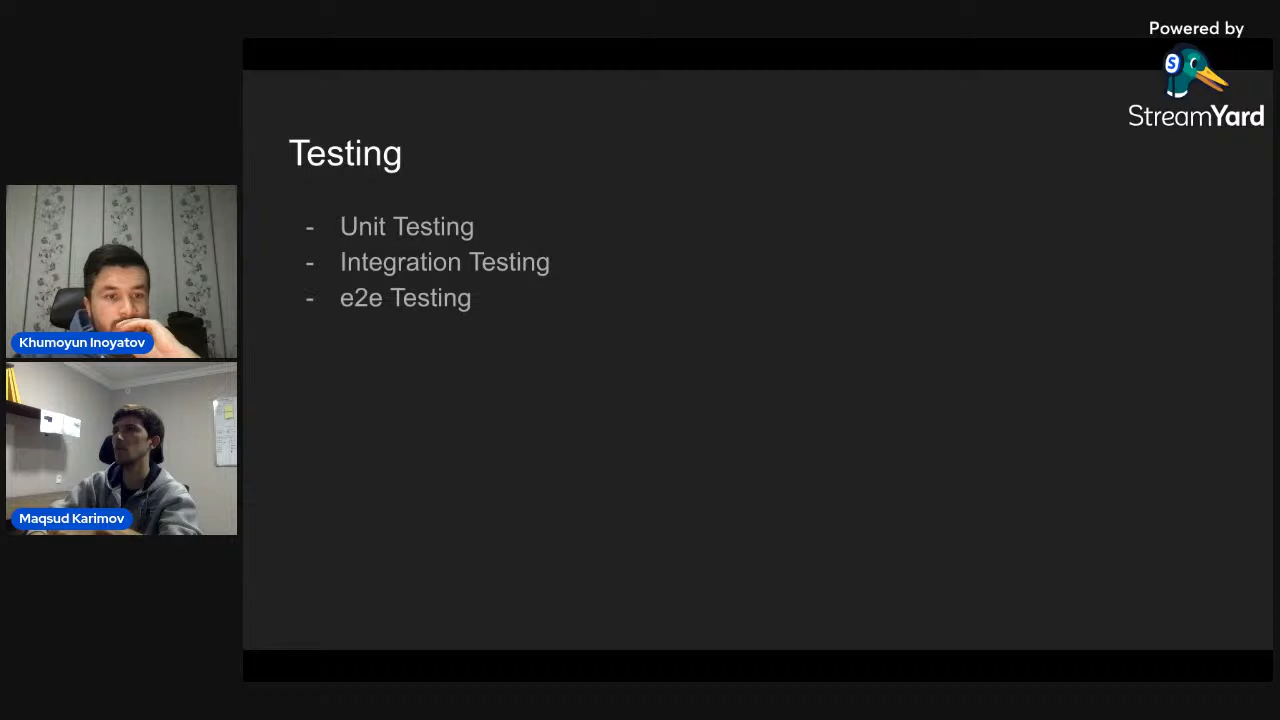 Powered by
StreamYard
Testing
- Unit Testing
- Integration Testing
- e2e Testing
Khumoyun Inoyatov
Maqsud Karimov